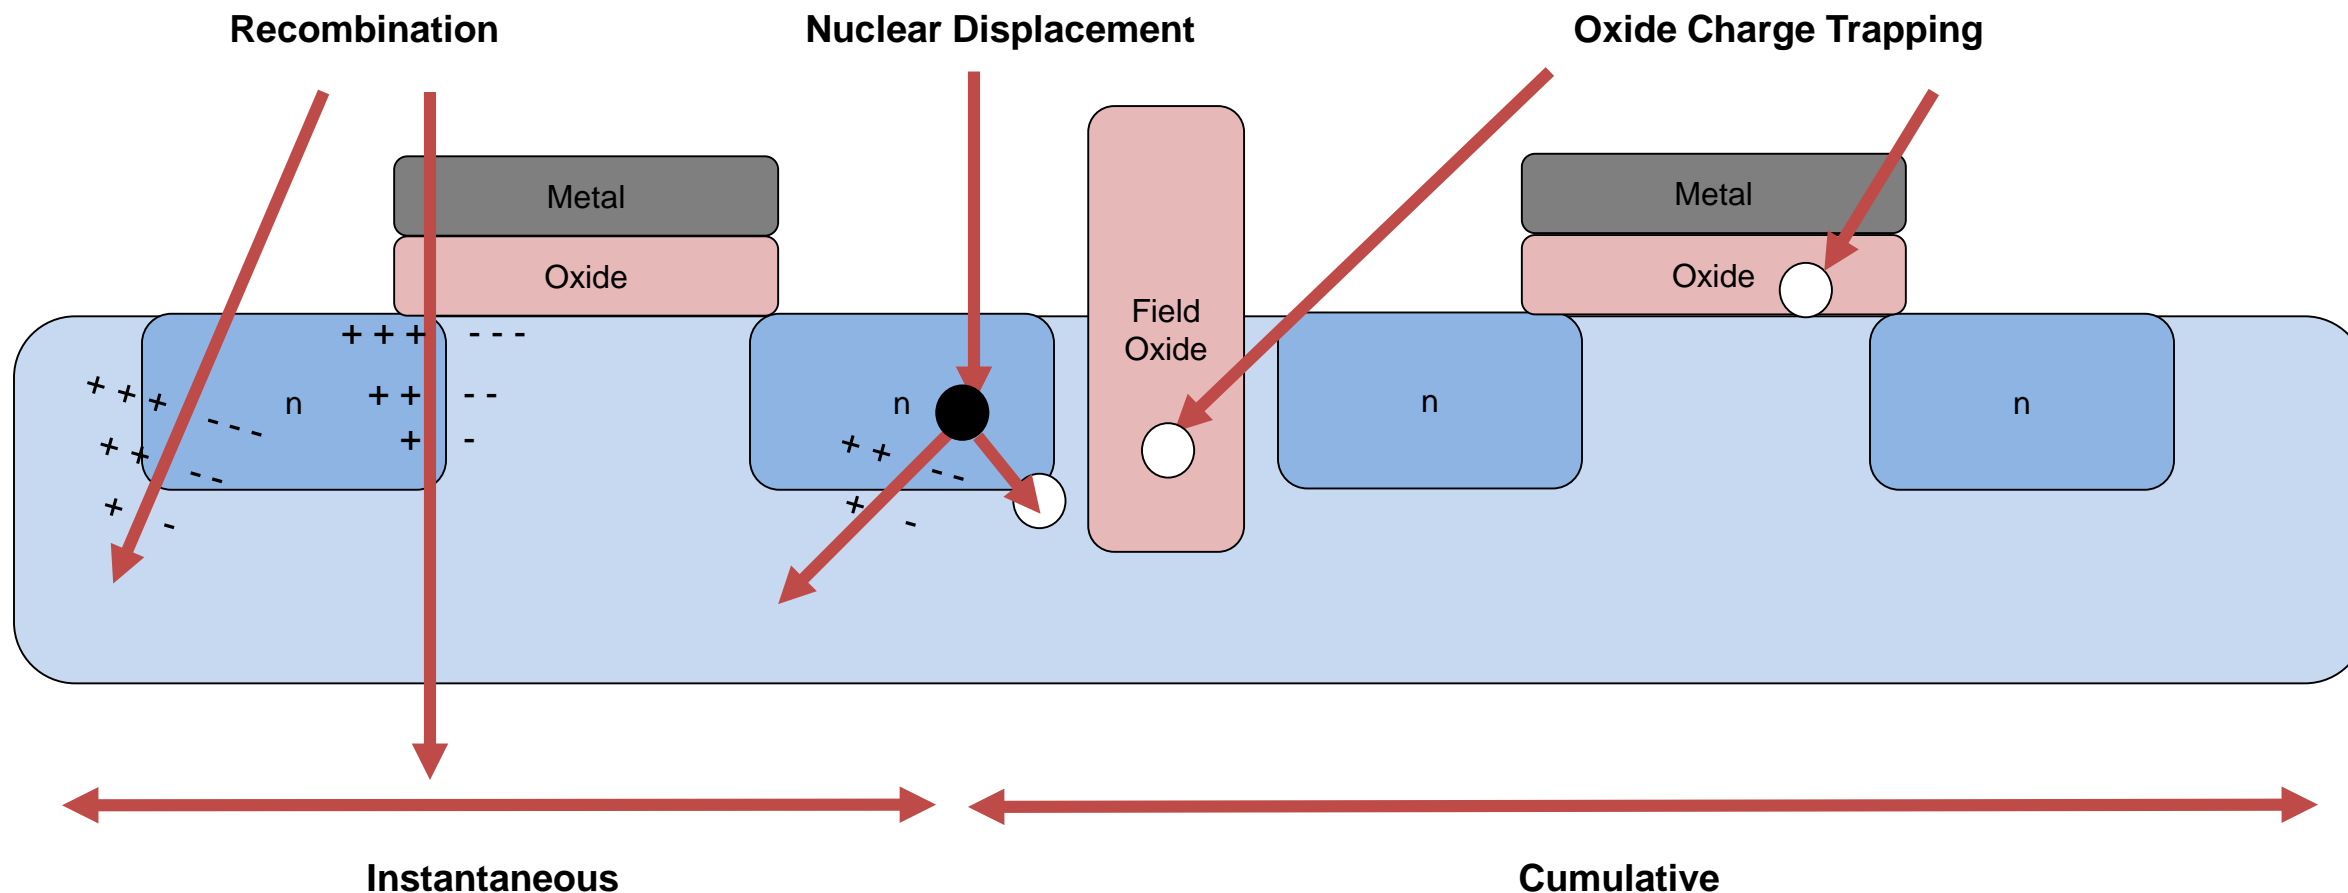 Recombination
Nuclear Displacement
Oxide Charge Trapping
Metal
Oxide
Metal
Oxide
Field
Oxide
+ + + - - -
+ + - -
+ -
+ + + - - -
+ + - -
+ -
n
n
+ + - -
+ -
n
n
Instantaneous
Cumulative